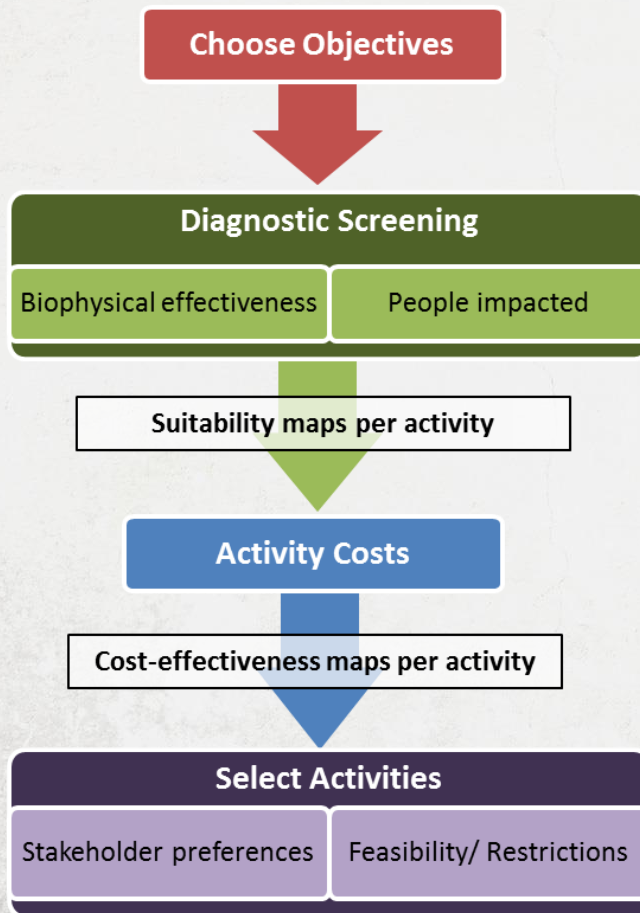 Choose Objectives
Diagnostic Screening
Biophysical effectiveness
People impacted
Suitability maps per activity
Activity Costs
Cost-effectiveness maps per activity
Select Activities
Stakeholder preferences
Feasibility/ Restrictions